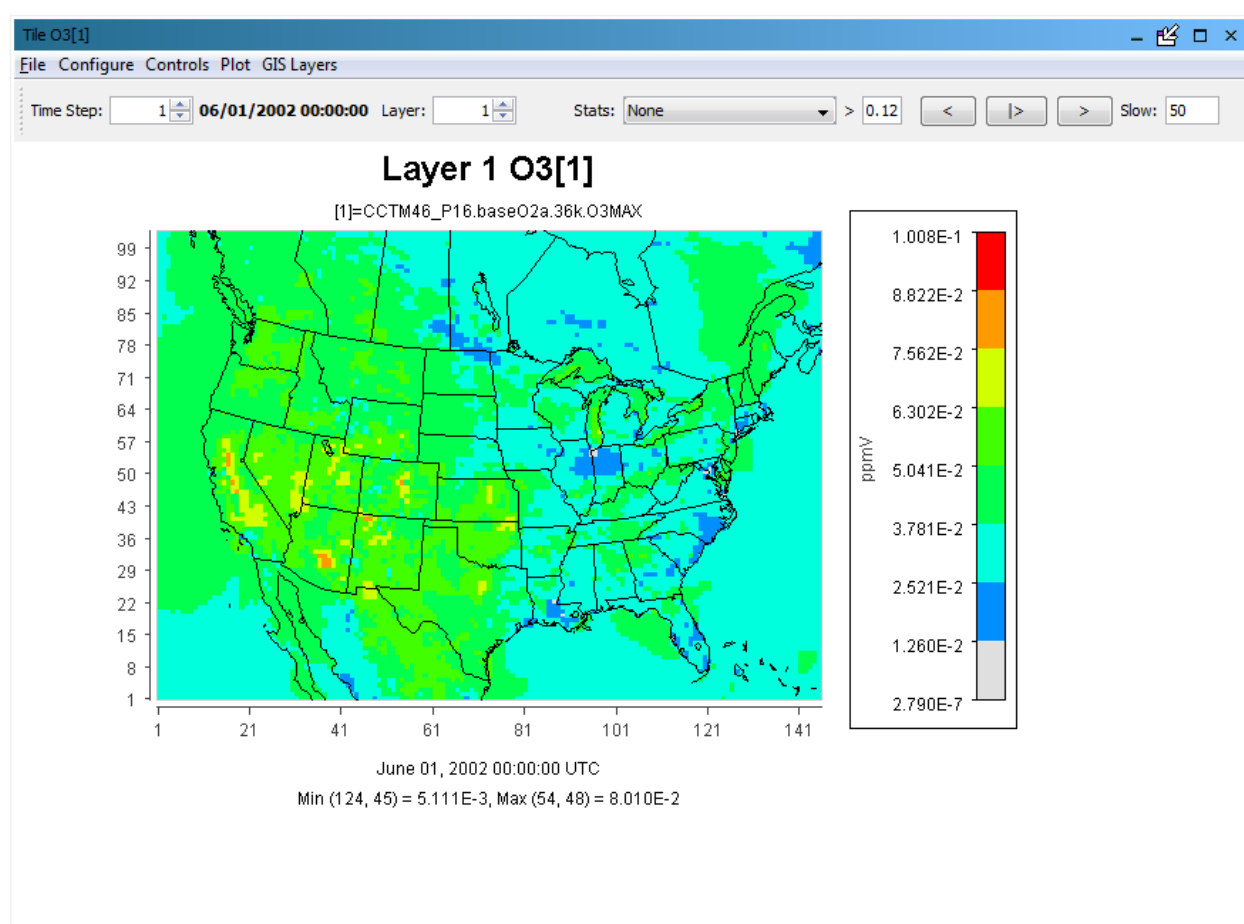 Tile O3[1]
File Configure Controls Plot GIS Layers
Time Step: 1 06/01/2002 00:00:00 Layer: 1 Stats: None > 0.12 < |> > Slow: 50
Layer 1 O3[1]
[1]=CCTM46_P16.baseO2a.36k.O3MAX
99
92
85
78
71
64
57
50
43
36
29
22
15
8
1
1 21 41 61 81 101 121 141
1.008E-1
8.822E-2
7.562E-2
6.302E-2
5.041E-2
3.781E-2
2.521E-2
1.260E-2
2.790E-7
ppmV
June 01, 2002 00:00:00 UTC
Min (124, 45) = 5.111E-3, Max (54, 48) = 8.010E-2